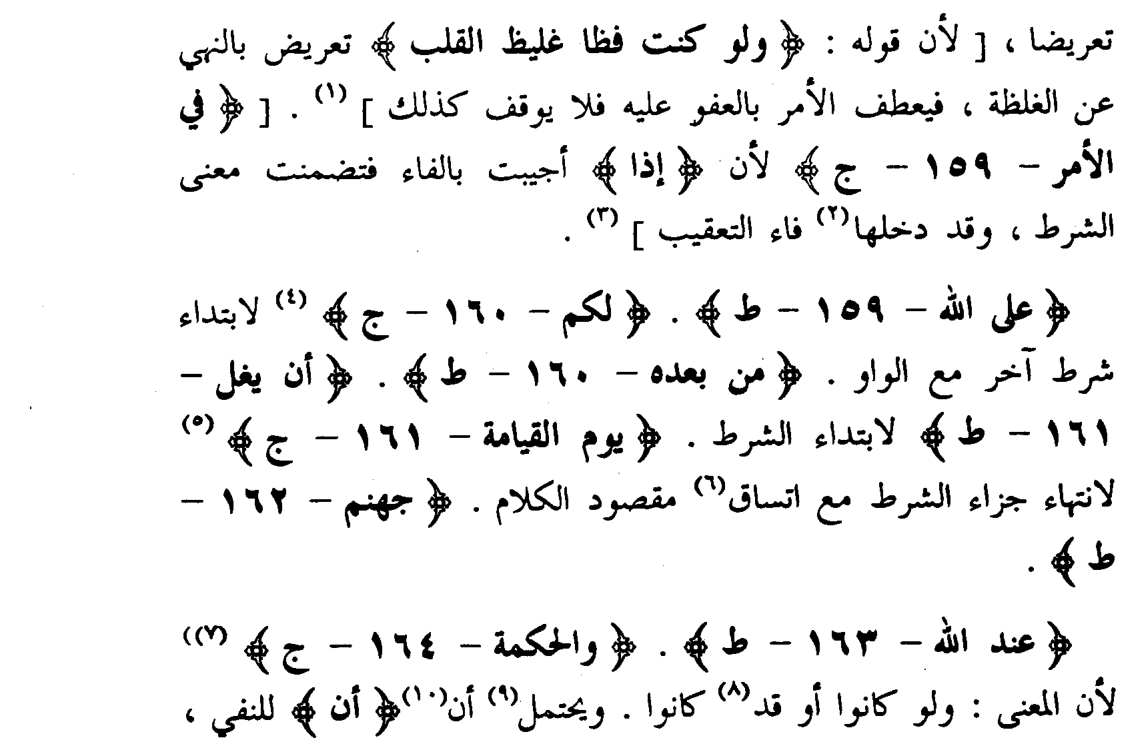 تعريضا ، [ لأن قوله : ﴿ ولو كنت فظا غليظ القلب ﴾ تعريض بالنهي
عن الغلظة ، فيعطف الأمر بالعفو عليه فلا يوقف كذلك ] (١) . [ ﴿ في
الأمر – ١٥٩ – ج ﴾ لأن ﴿ إذا ﴾ أجيبت بالفاء فتضمنت معنى
الشرط ، وقد دخلها(٢) فاء التعقيب ] (٣) .
﴿ على الله – ١٥٩ – ط ﴾ . ﴿ لكم – ١٦٠ – ج ﴾ (٤) لابتداء
شرط آخر مع الواو . ﴿ من بعده – ١٦٠ – ط ﴾ . ﴿ أن يغل –
١٦١ – ط ﴾ لابتداء الشرط . ﴿ يوم القيامة – ١٦١ – ج ﴾ (٥)
لانتهاء جزاء الشرط مع اتساق(٦) مقصود الكلام . ﴿ جهنم – ١٦٢ –
ط ﴾ .
﴿ عند الله – ١٦٣ – ط ﴾ . ﴿ والحكمة – ١٦٤ – ج ﴾ (٧))
لأن المعنى : ولو كانوا أو قد(٨) كانوا . ويحتمل(٩) أن(١٠)﴿ أن ﴾ للنفي ،